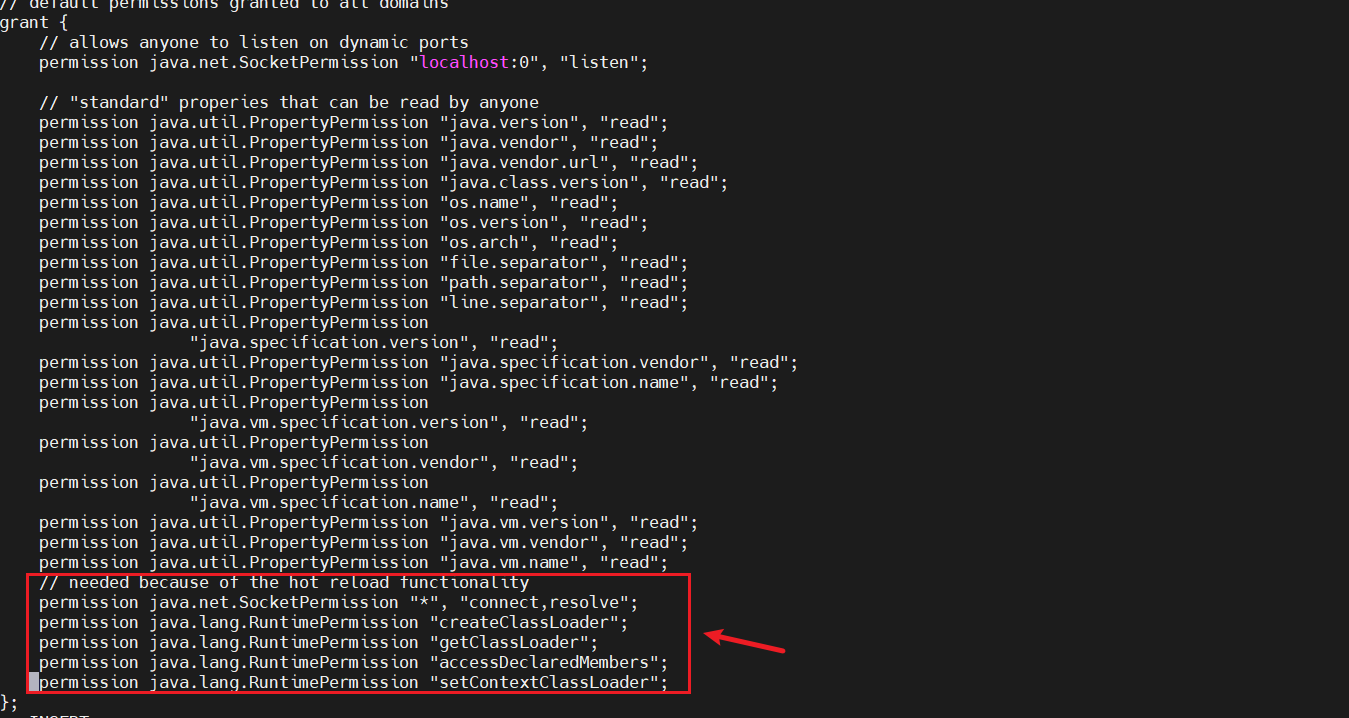 // default permissions granted to all domains
grant {
// allows anyone to listen on dynamic ports
permission java.net.SocketPermission "localhost:0", "listen";
// "standard" properies that can be read by anyone
permission java.util.PropertyPermission "java.version", "read";
permission java.util.PropertyPermission "java.vendor", "read";
permission java.util.PropertyPermission "java.vendor.url", "read";
permission java.util.PropertyPermission "java.class.version", "read";
permission java.util.PropertyPermission "os.name", "read";
permission java.util.PropertyPermission "os.version", "read";
permission java.util.PropertyPermission "os.arch", "read";
permission java.util.PropertyPermission "file.separator", "read";
permission java.util.PropertyPermission "path.separator", "read";
permission java.util.PropertyPermission "line.separator", "read";
permission java.util.PropertyPermission
"java.specification.version", "read";
permission java.util.PropertyPermission "java.specification.vendor", "read";
permission java.util.PropertyPermission "java.specification.name", "read";
permission java.util.PropertyPermission
"java.vm.specification.version", "read";
permission java.util.PropertyPermission
"java.vm.specification.vendor", "read";
permission java.util.PropertyPermission
"java.vm.specification.name", "read";
permission java.util.PropertyPermission "java.vm.version", "read";
permission java.util.PropertyPermission "java.vm.vendor", "read";
permission java.util.PropertyPermission "java.vm.name", "read";
// needed because of the hot reload functionality
permission java.net.SocketPermission "*", "connect,resolve";
permission java.lang.RuntimePermission "createClassLoader";
permission java.lang.RuntimePermission "getClassLoader";
permission java.lang.RuntimePermission "accessDeclaredMembers";
permission java.lang.RuntimePermission "setContextClassLoader";
};